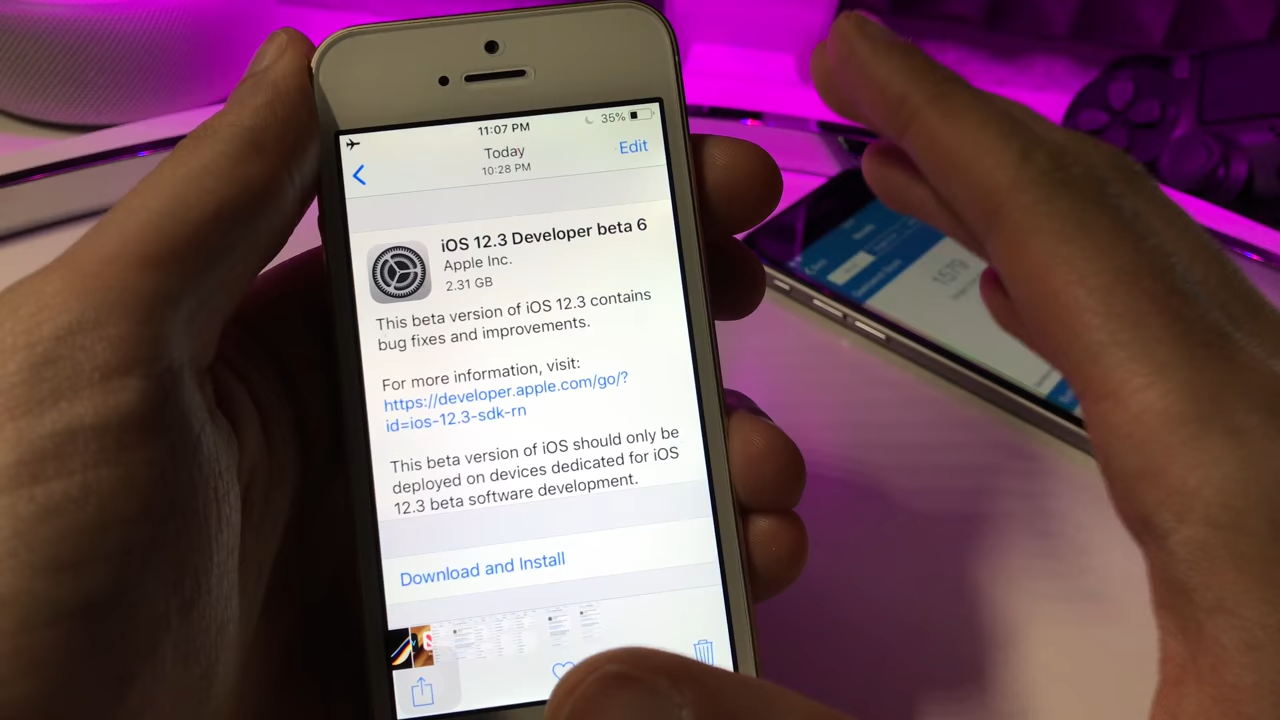 11:07 PM
35%
Today
10:28 PM
Edit
iOS 12.3 Developer beta 6
Apple Inc.
2.31 GB
This beta version of iOS 12.3 contains
bug fixes and improvements.
For more information, visit:
https://developer.apple.com/go/?
id=ios-12.3-sdk-rn
This beta version of iOS should only be
deployed on devices dedicated for iOS
12.3 beta software development.
Download and Install
1579